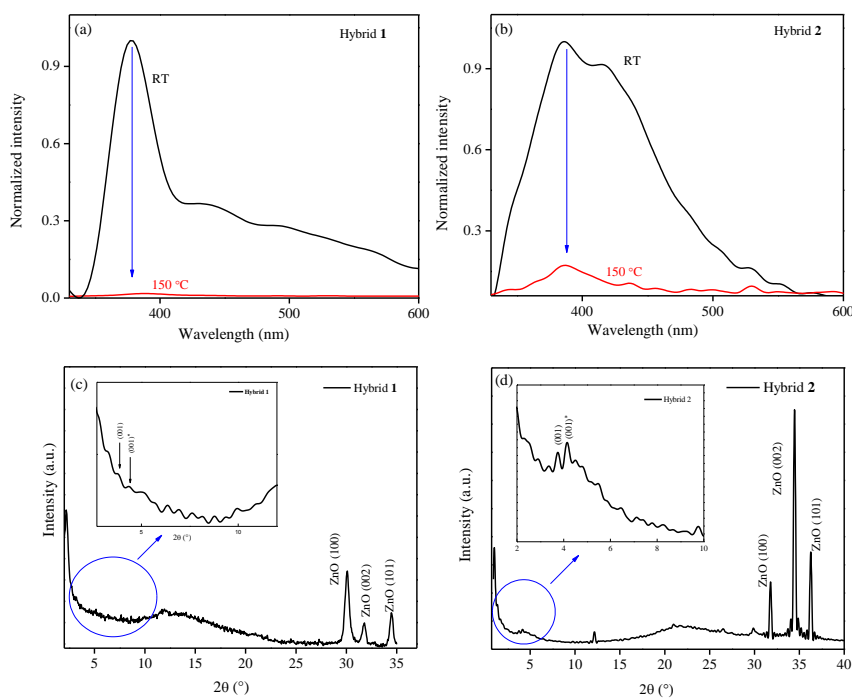 (a)
Hybrid 1
RT
150 °C
Normalized intensity
0.9
0.6
0.3
0.0
400
500
600
Wavelength (nm)
(b)
Hybrid 2
RT
150 °C
Normalized intensity
0.9
0.6
0.3
400
500
600
Wavelength (nm)
(c)
Hybrid 1
Hybrid 1
(001)
(001)*
5
10
2θ (°)
ZnO (100)
ZnO (002)
ZnO (101)
Intensity (a.u.)
5
10
15
20
25
30
35
2θ (°)
(d)
Hybrid 2
Hybrid 2
(001)
(001)*
2
4
6
8
10
2θ (°)
ZnO (100)
ZnO (002)
ZnO (101)
Intensity (a.u.)
5
10
15
20
25
30
35
40
2θ (°)